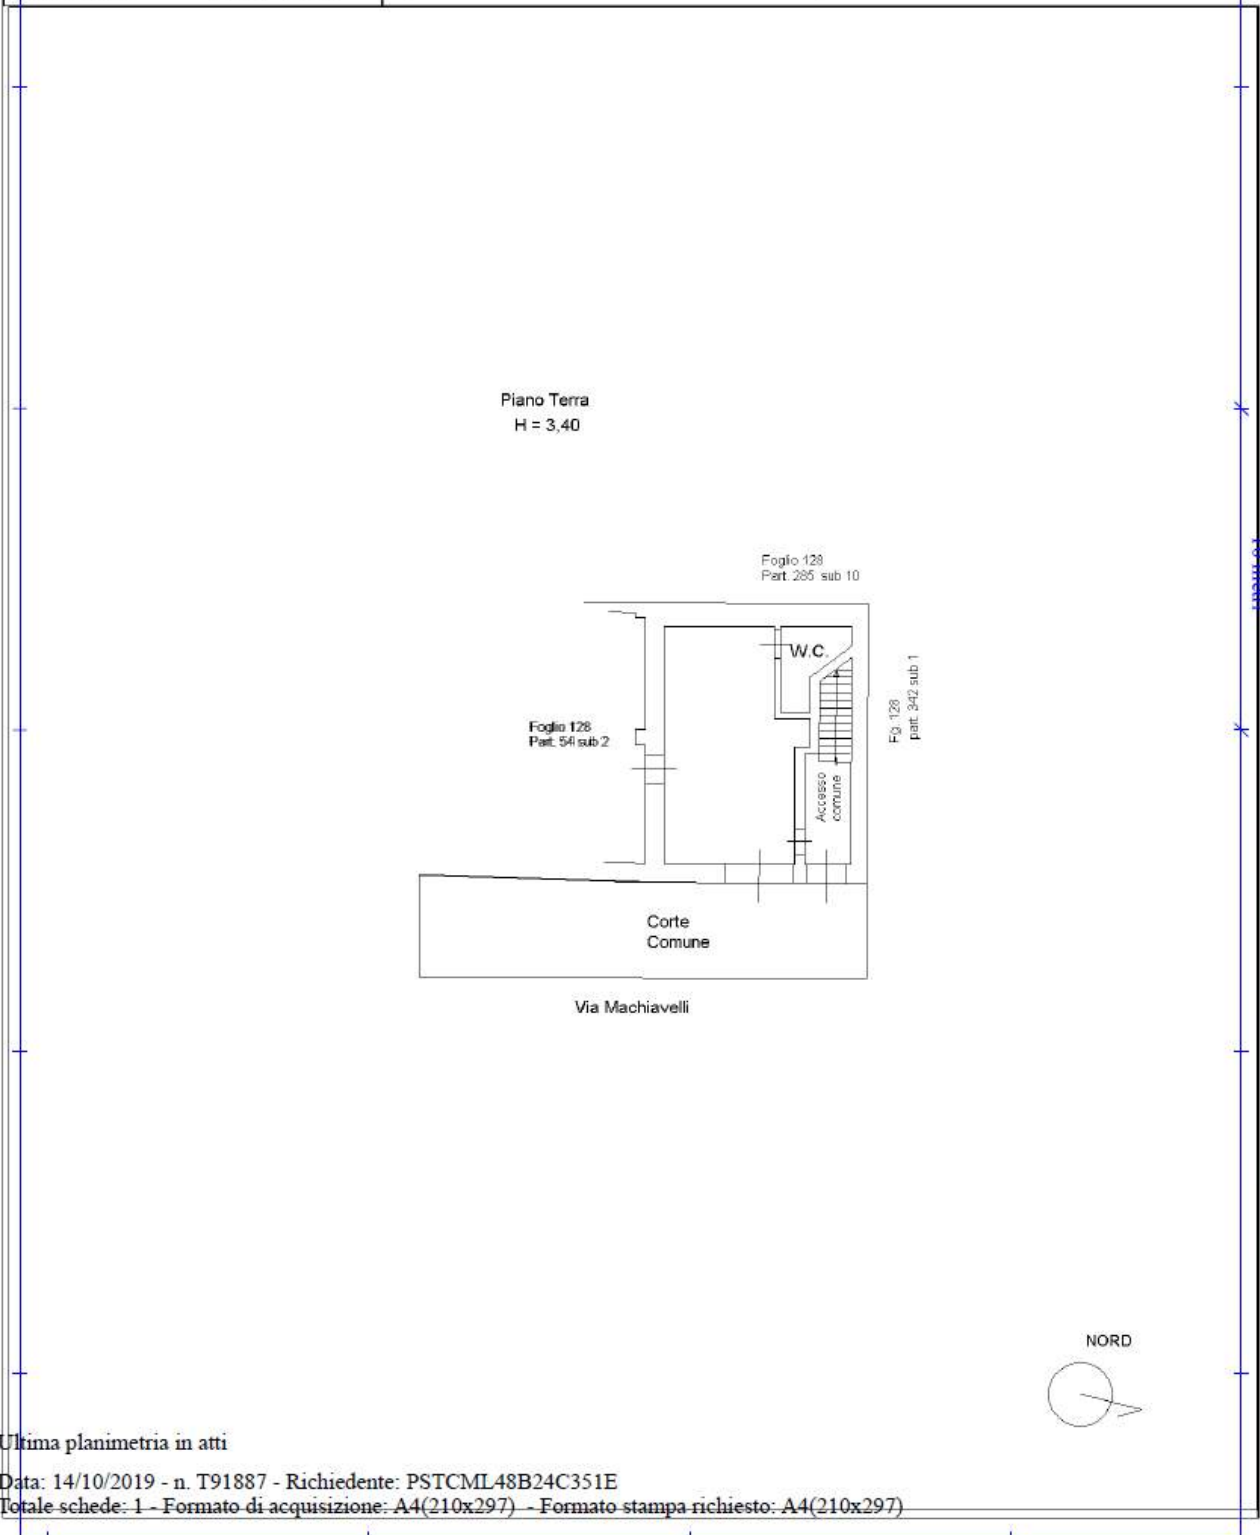 Piano Terra
H = 3,40
Foglio 128
Part. 285 sub 10
W.C.
Fg. 128
part. 342 sub 1
Foglio 128
Part. 54 sub 2
Accesso
comune
Corte
Comune
Via Machiavelli
NORD
Ultima planimetria in atti
Data: 14/10/2019 - n. T91887 - Richiedente: PSTCML48B24C351E
Totale schede: 1 - Formato di acquisizione: A4(210x297) - Formato stampa richiesto: A4(210x297)